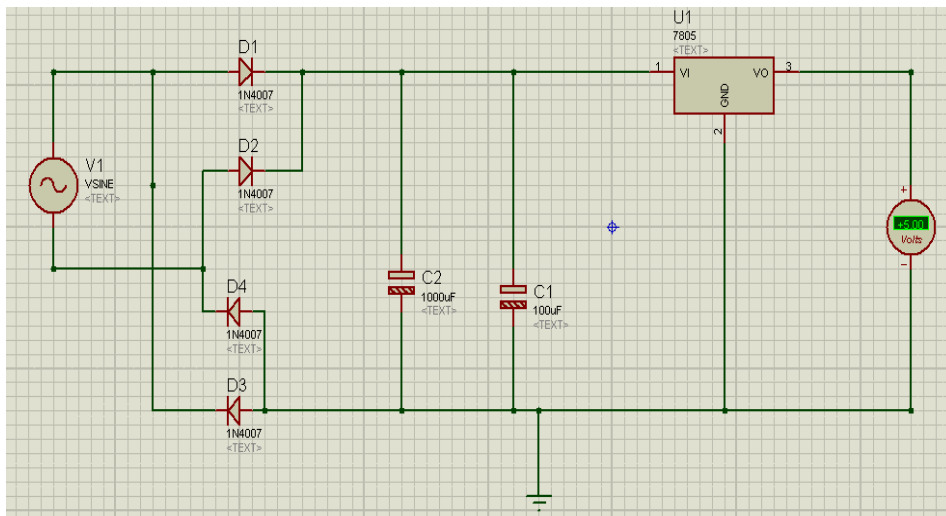 U1
7805
<TEXT>
1
VI
VO
3
GND
2
D1
1N4007
<TEXT>
D2
1N4007
<TEXT>
V1
VSINE
<TEXT>
+
+5.00
Volts
-
D4
1N4007
<TEXT>
C2
1000uF
<TEXT>
C1
100uF
<TEXT>
D3
1N4007
<TEXT>